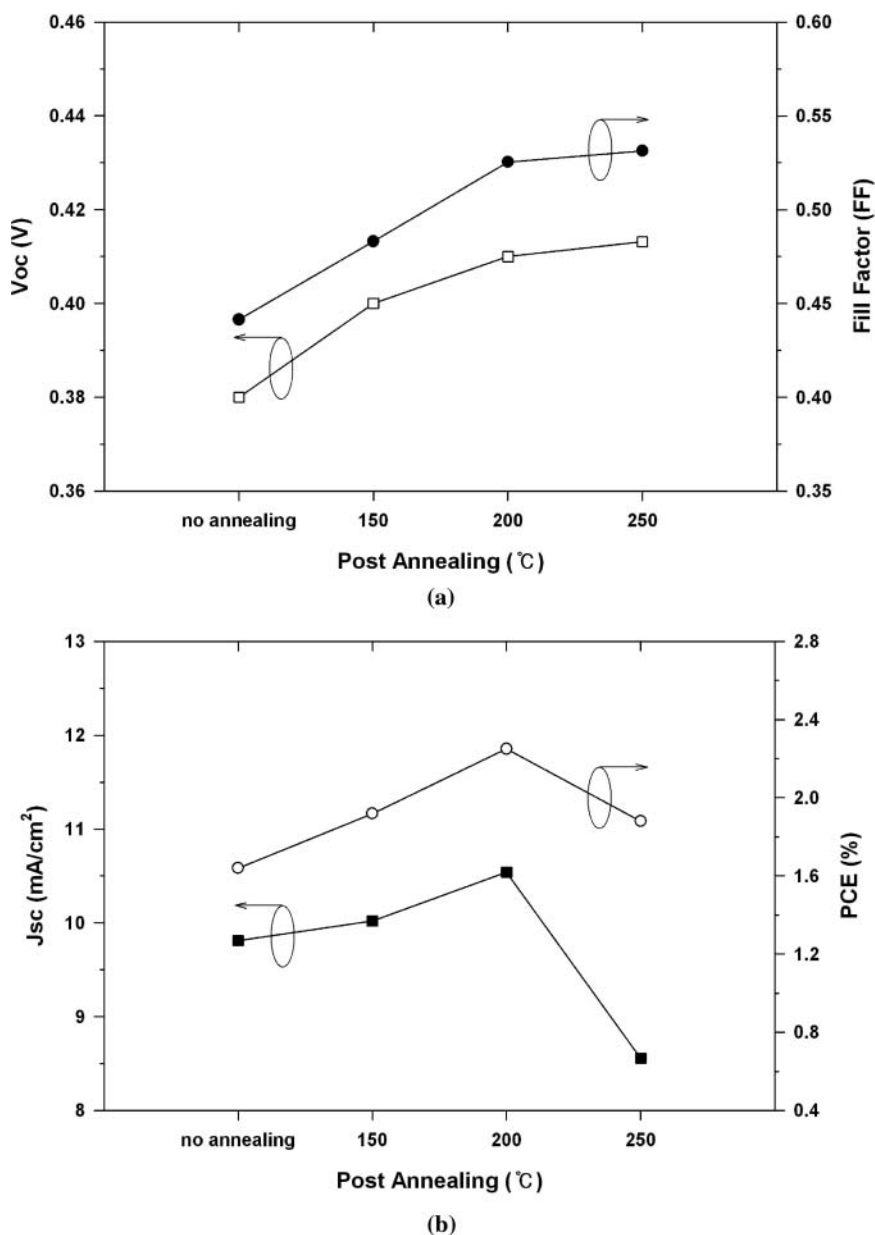 0.46
0.44
0.42
0.40
0.38
0.36
Voc (V)
0.60
0.55
0.50
0.45
0.40
0.35
Fill Factor (FF)
no annealing 150 200 250
Post Annealing (℃)
(a)
13
12
11
10
9
8
Jsc (mA/cm²)
2.8
2.4
2.0
1.6
1.2
0.8
0.4
PCE (%)
no annealing 150 200 250
Post Annealing (℃)
(b)